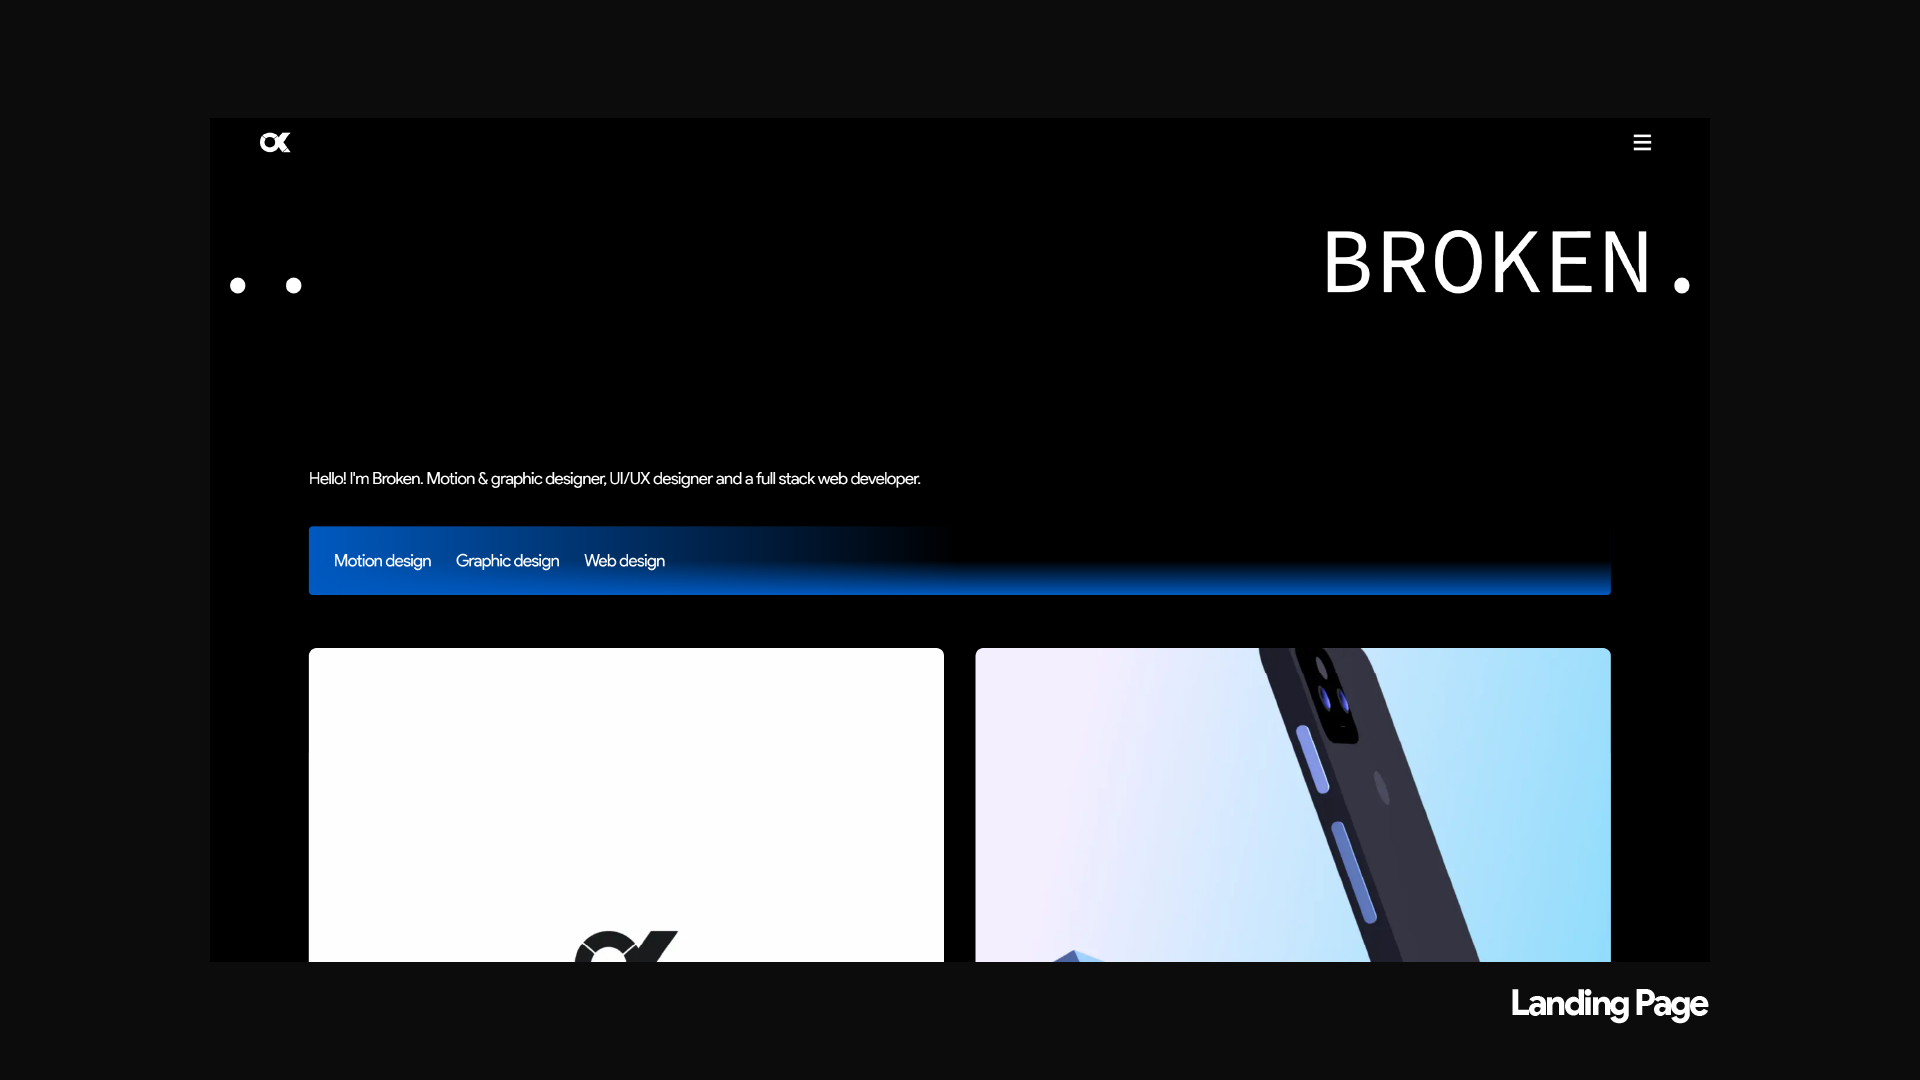 . . BROKEN.
Hello! I'm Broken. Motion & graphic designer, UI/UX designer and a full stack web developer.
Motion design Graphic design Web design
Landing Page